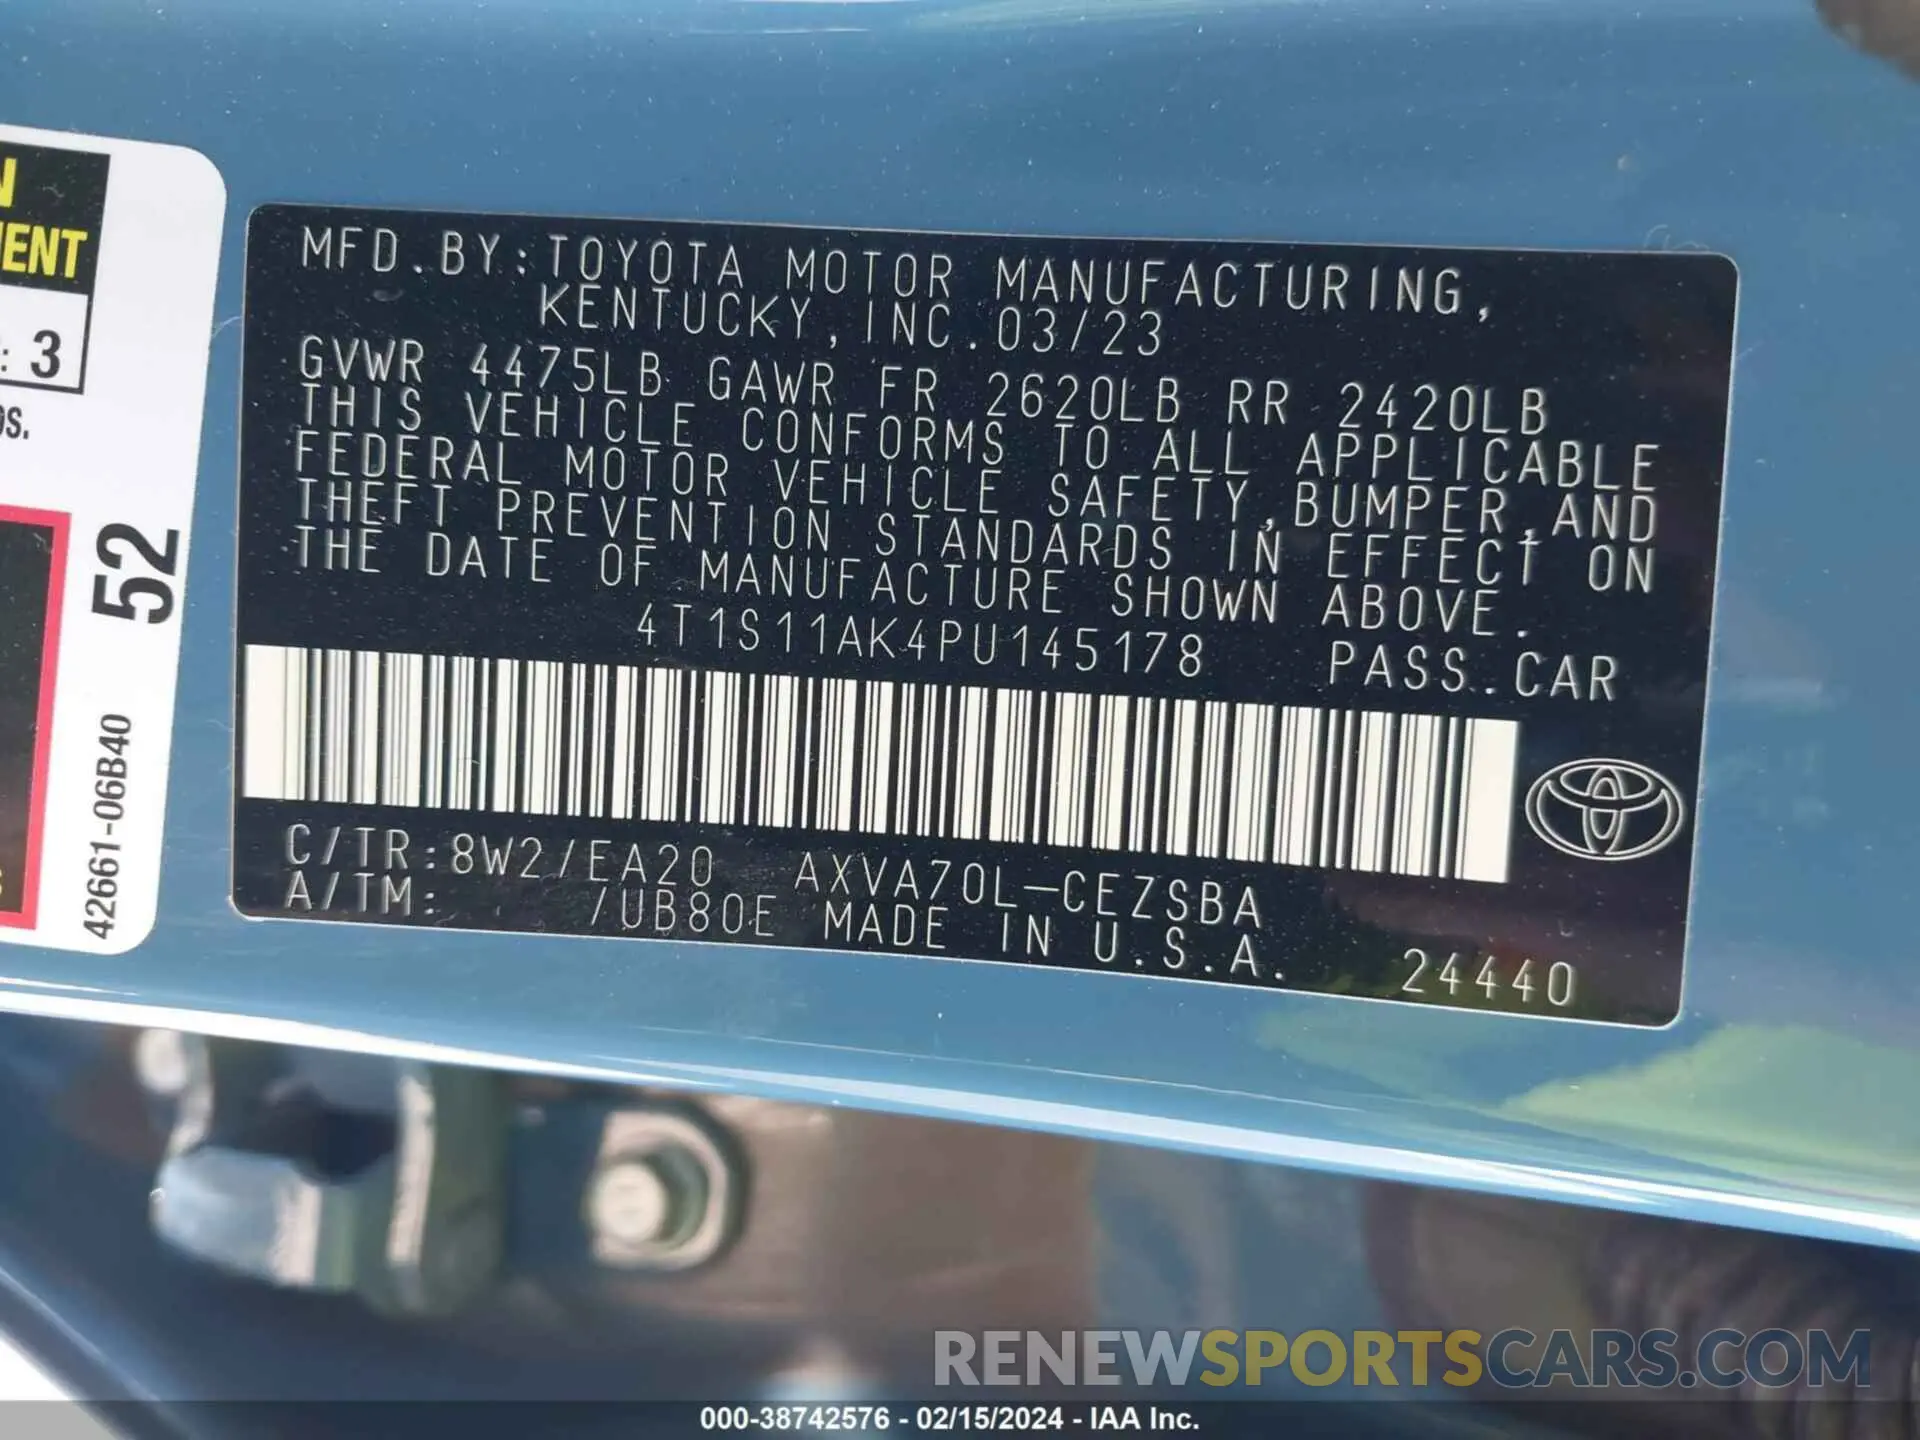 MFD.BY:TOYOTA MOTOR MANUFACTURING,
KENTUCKY, INC. 03/23
GVWR 4475LB GAWR FR 2620LB RR 2420LB
THIS VEHICLE CONFORMS TO ALL APPLICABLE
FEDERAL MOTOR VEHICLE SAFETY, BUMPER, AND
THEFT PREVENTION STANDARDS IN EFFECT ON
THE DATE OF MANUFACTURE SHOWN ABOVE.
4T1S11AK4PU145178 PASS.CAR
C/TR:8W2/EA20 AXVA70L-CEZSBA
A/TM: /UB80E MADE IN U.S.A. 24440
: 3
52
42661-06B40
RENEWSPORTSCARS.COM
000-38742576 - 02/15/2024 - IAA Inc.